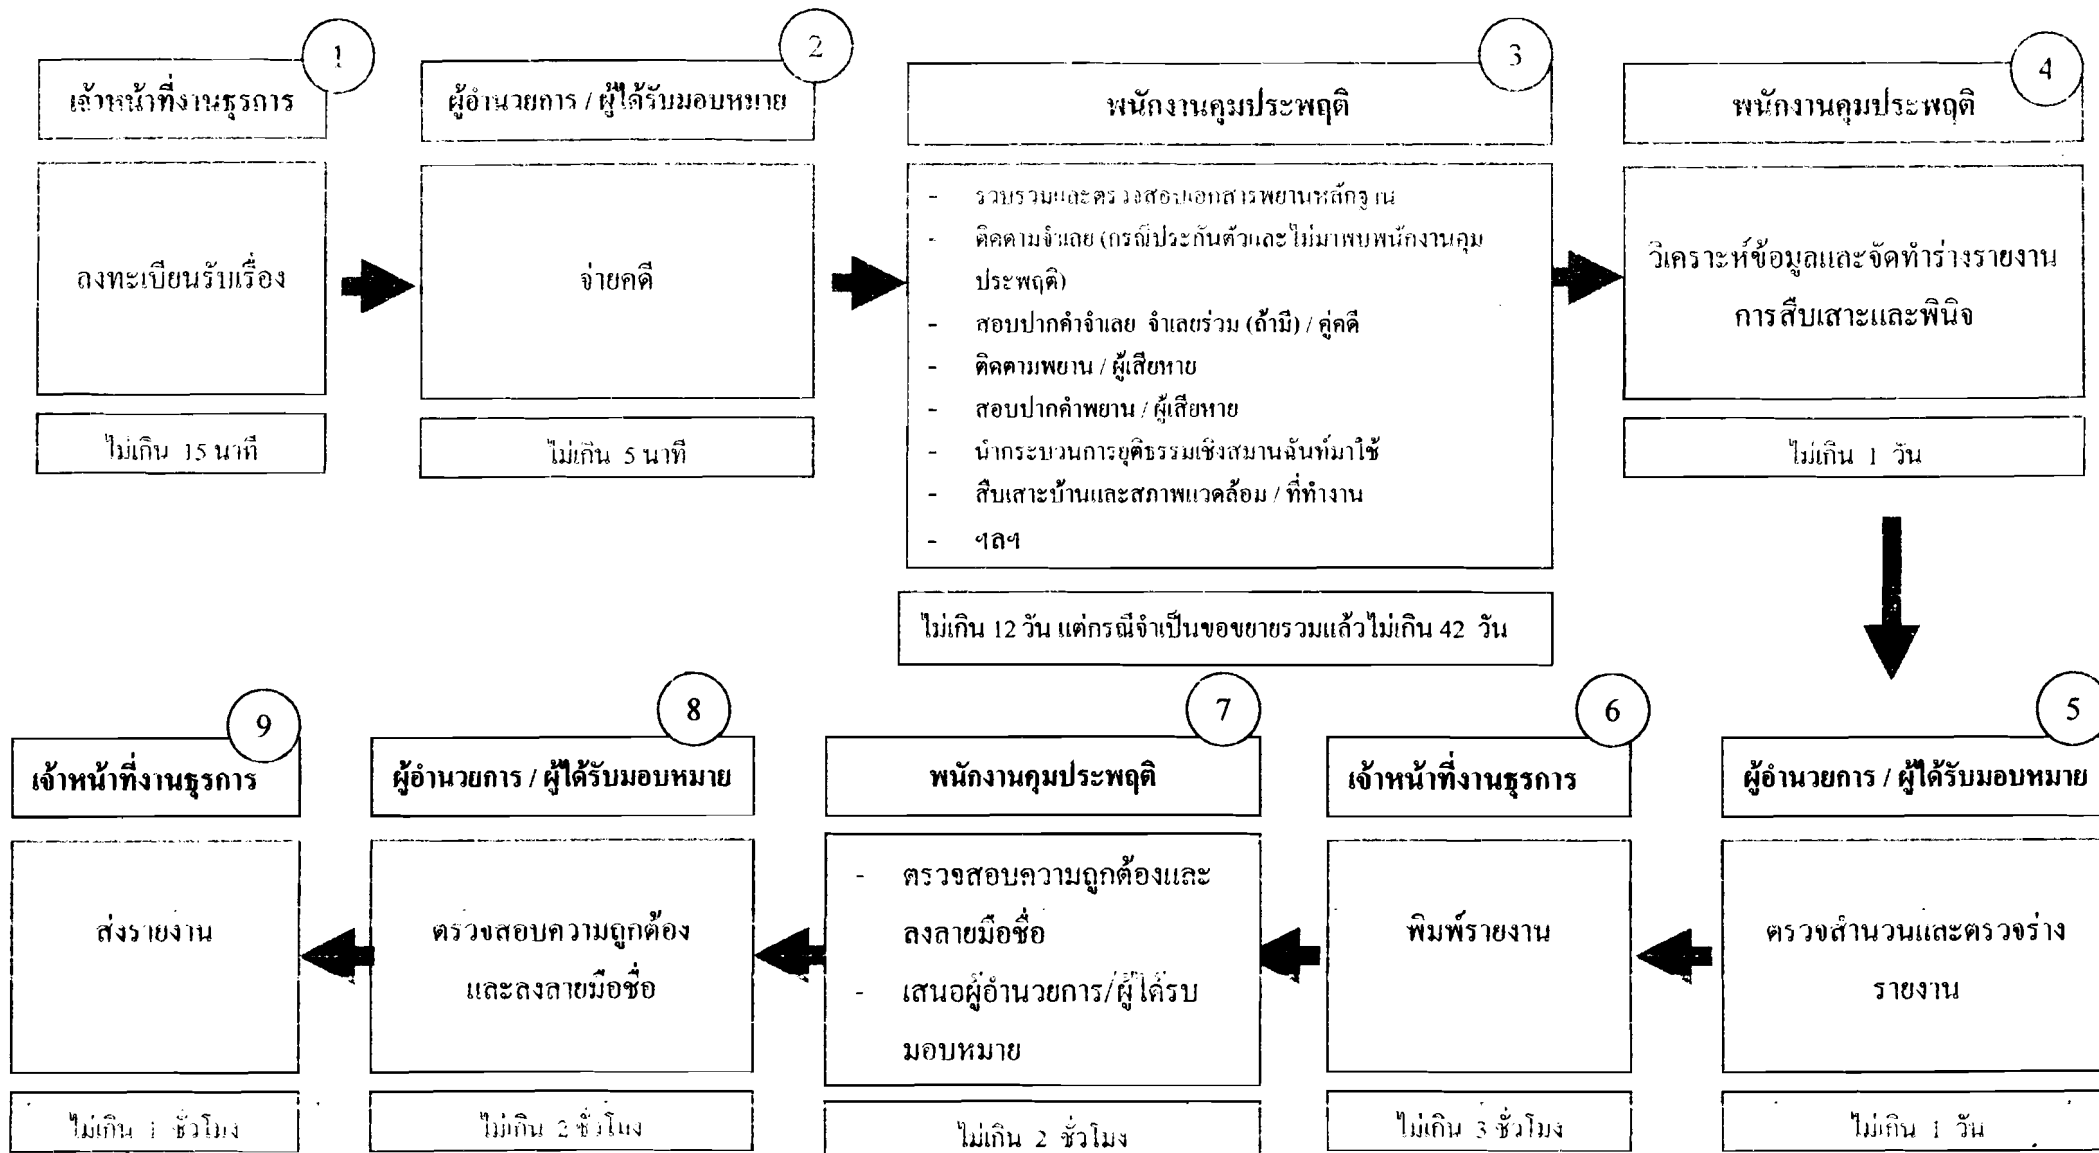 1
เจ้าหน้าที่งานธุรการ
ลงทะเบียนรับเรื่อง
ไม่เกิน 15 นาที
2
ผู้อำนวยการ / ผู้ได้รับมอบหมาย
จ่ายคดี
ไม่เกิน 5 นาที
3
พนักงานคุมประพฤติ
- รวบรวมและตรวจสอบเอกสารพยานหลักฐาน
- ติดตามจำเลย (กรณีประกันตัวและไม่มาพบพนักงานคุม
ประพฤติ)
- สอบปากคำจำเลย จำเลยร่วม (ถ้ามี) / คู่คดี
- ติดตามพยาน / ผู้เสียหาย
- สอบปากคำพยาน / ผู้เสียหาย
- นำกระบวนการยุติธรรมเชิงสมานฉันท์มาใช้
- สืบเสาะบ้านและสภาพแวดล้อม / ที่ทำงาน
- ฯลฯ
ไม่เกิน 12 วัน แต่กรณีจำเป็นขอขยายรวมแล้วไม่เกิน 42 วัน
4
พนักงานคุมประพฤติ
วิเคราะห์ข้อมูลและจัดทำร่างรายงาน
การสืบเสาะและพินิจ
ไม่เกิน 1 วัน
5
ผู้อำนวยการ / ผู้ได้รับมอบหมาย
ตรวจสำนวนและตรวจร่าง
รายงาน
ไม่เกิน 1 วัน
6
เจ้าหน้าที่งานธุรการ
พิมพ์รายงาน
ไม่เกิน 3 ชั่วโมง
7
พนักงานคุมประพฤติ
- ตรวจสอบความถูกต้องและ
ลงลายมือชื่อ
- เสนอผู้อำนวยการ/ผู้ได้รบ
มอบหมาย
ไม่เกิน 2 ชั่วโมง
8
ผู้อำนวยการ / ผู้ได้รับมอบหมาย
ตรวจสอบความถูกต้อง
และลงลายมือชื่อ
ไม่เกิน 2 ชั่วโมง
9
เจ้าหน้าที่งานธุรการ
ส่งรายงาน
ไม่เกิน 1 ชั่วโมง